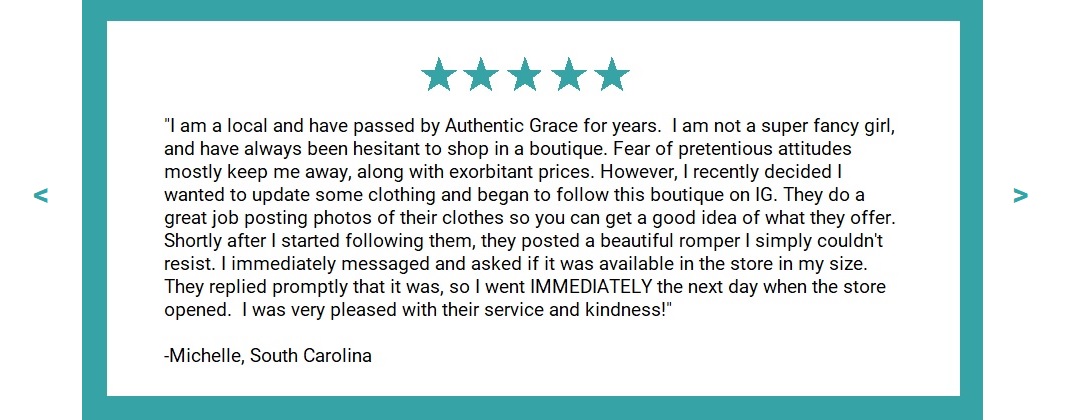 "I am a local and have passed by Authentic Grace for years.  I am not a super fancy girl,
and have always been hesitant to shop in a boutique. Fear of pretentious attitudes
mostly keep me away, along with exorbitant prices. However, I recently decided I
wanted to update some clothing and began to follow this boutique on IG. They do a
great job posting photos of their clothes so you can get a good idea of what they offer.
Shortly after I started following them, they posted a beautiful romper I simply couldn't
resist. I immediately messaged and asked if it was available in the store in my size.
They replied promptly that it was, so I went IMMEDIATELY the next day when the store
opened.  I was very pleased with their service and kindness!"
-Michelle, South Carolina